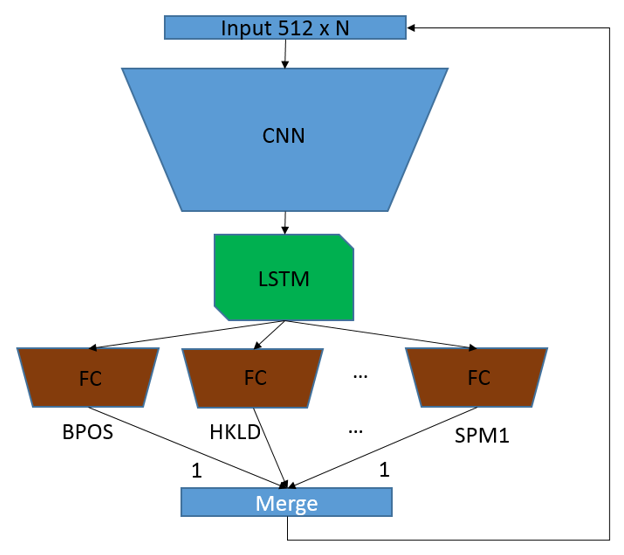 Input 512 x N
CNN
LSTM
FC
FC
...
FC
BPOS
HKLD
...
SPM1
1
1
Merge